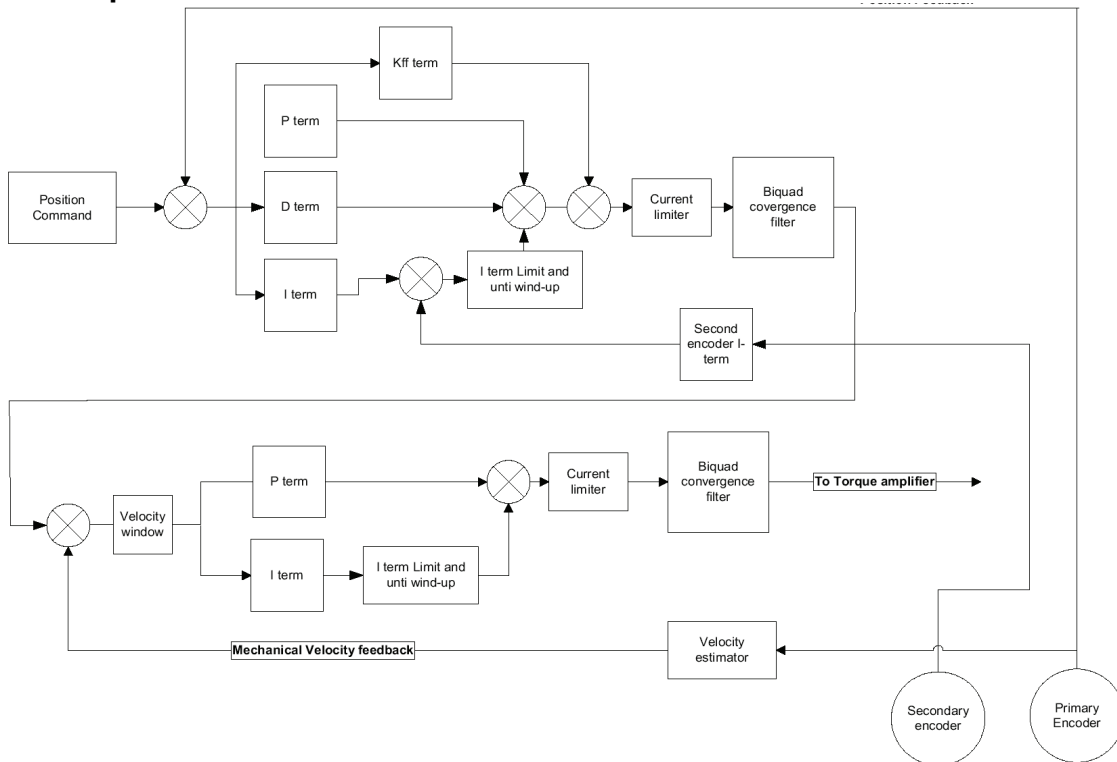 Kff term
P term
Position
Command
D term
Current
limiter
Biquad
covergence
filter
I term
I term Limit and
unti wind-up
Second
encoder I-
term
P term
Current
limiter
Biquad
convergence
filter
To Torque amplifier
Velocity
window
I term
I term Limit and
unti wind-up
Mechanical Velocity feedback
Velocity
estimator
Secondary
encoder
Primary
Encoder